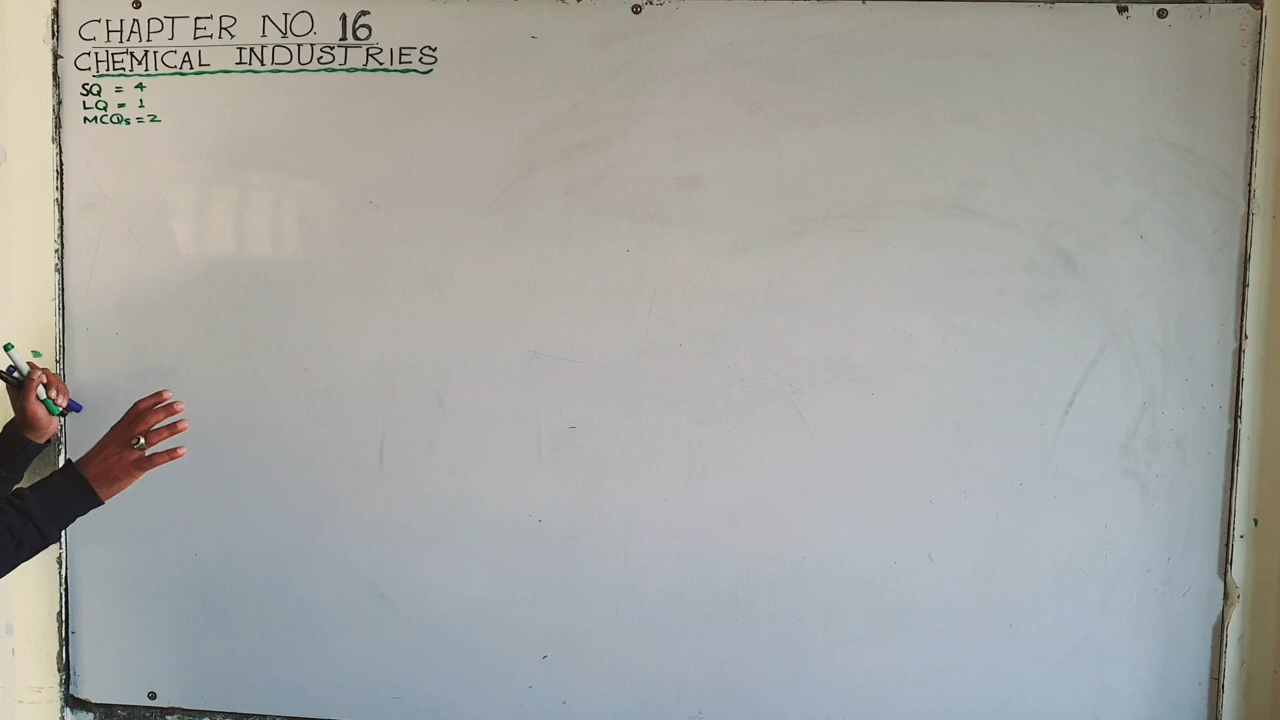 CHAPTER NO. 16
CHEMICAL INDUSTRIES
SQ = 4
LQ = 1
MCQs = 2